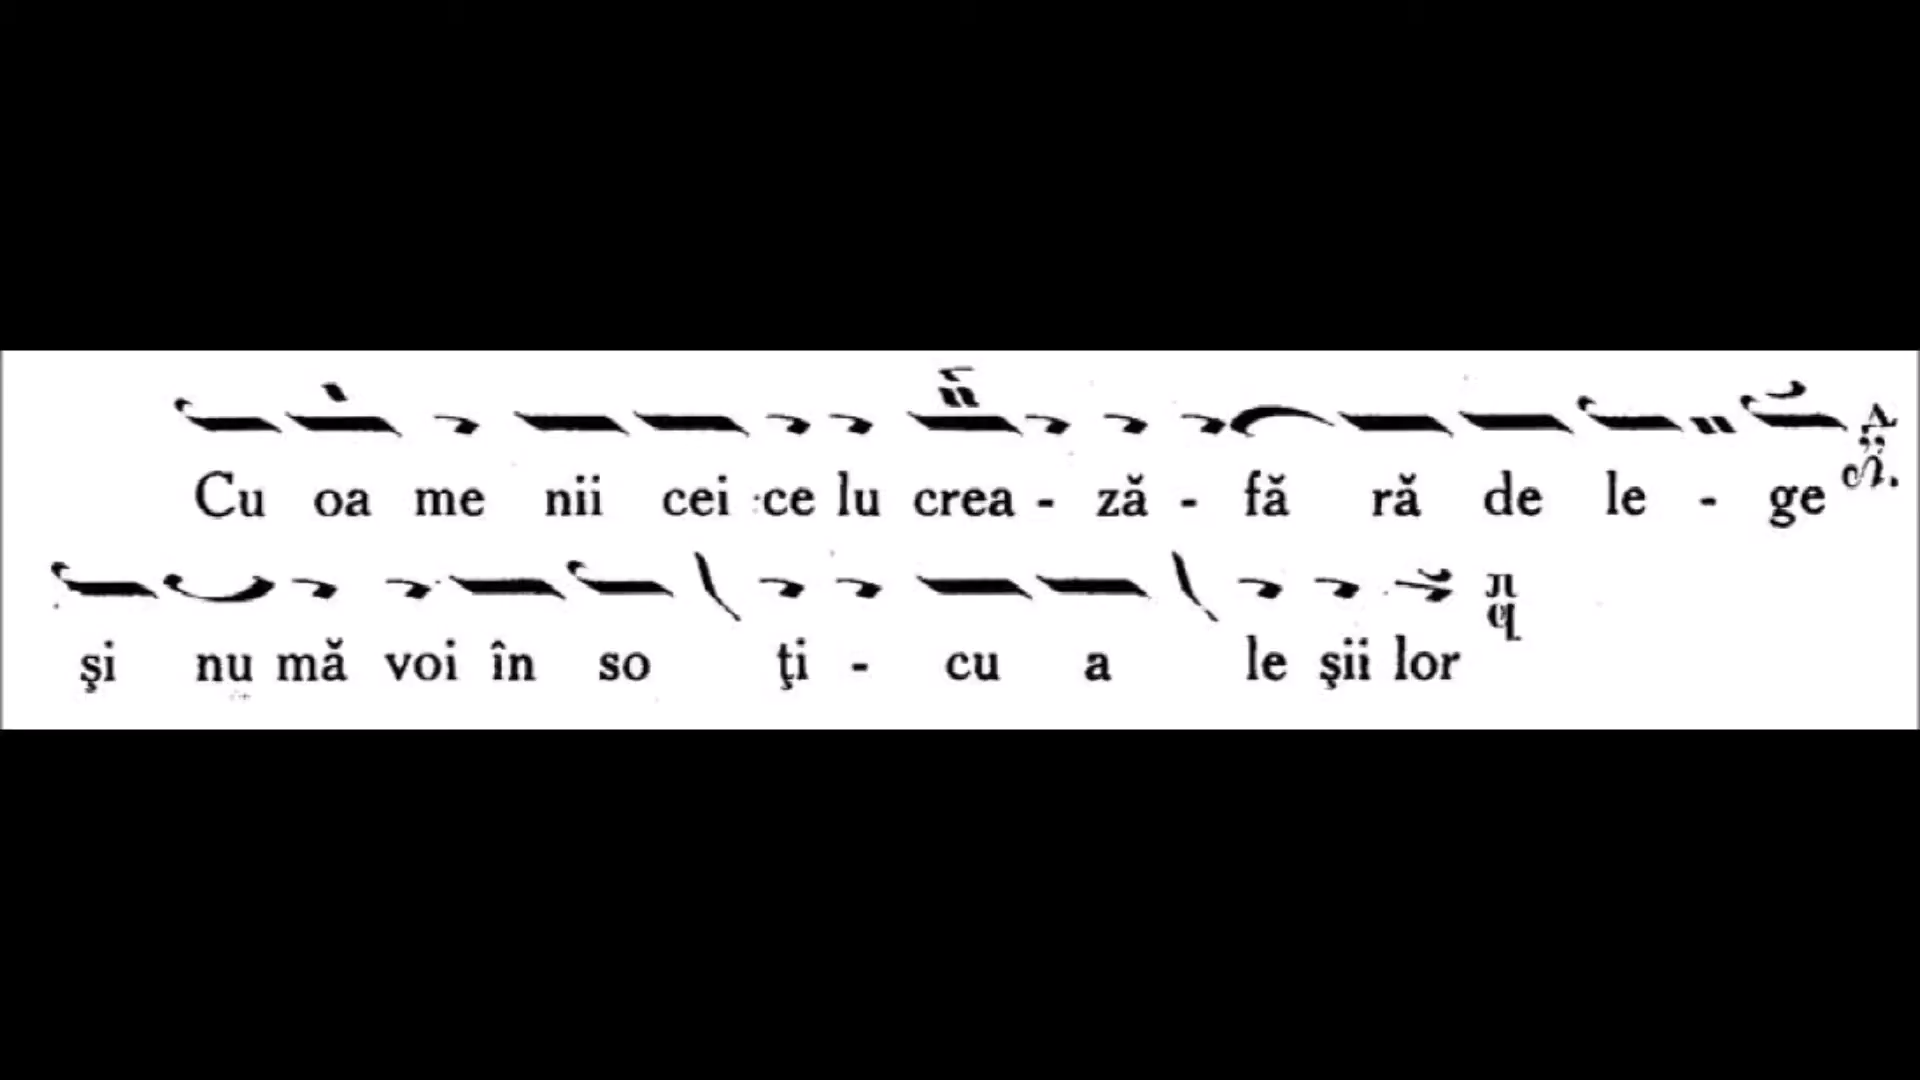 Cu oa me nii cei ce lu crea - ză - fă ră de le - ge
şi nu mă voi în so ţi - cu a le şii lor